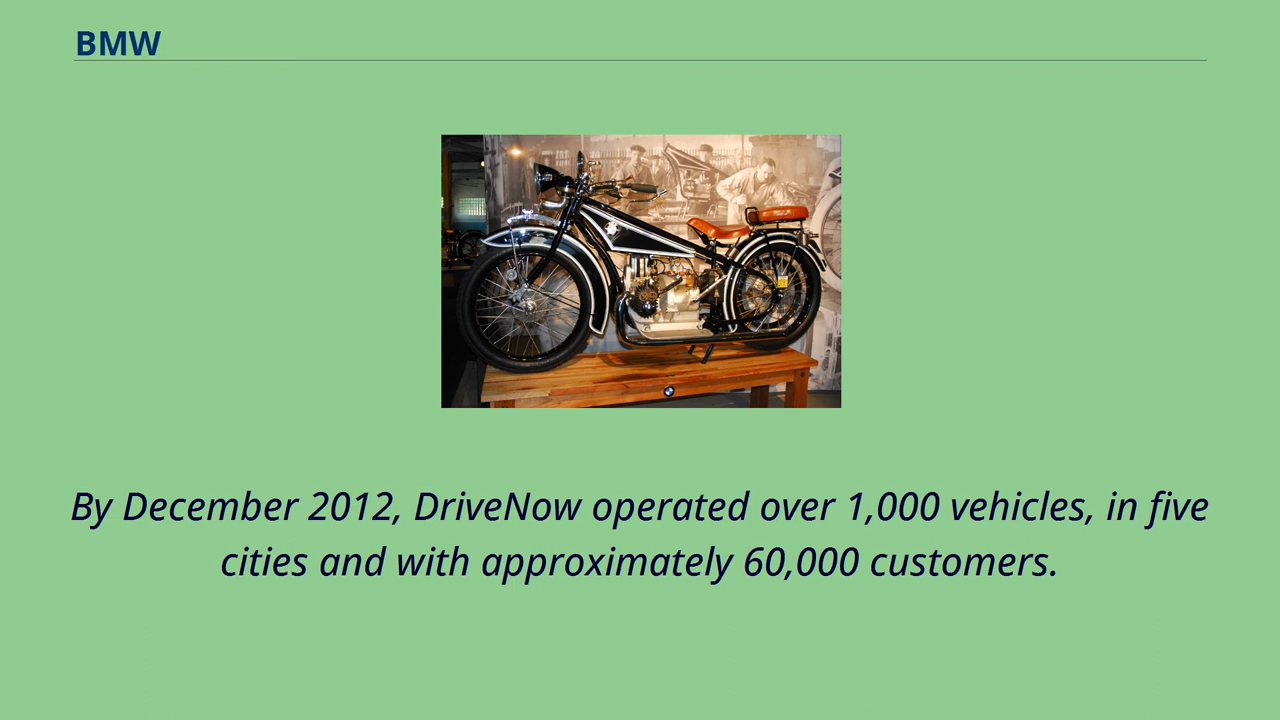 BMW
By December 2012, DriveNow operated over 1,000 vehicles, in five
cities and with approximately 60,000 customers.